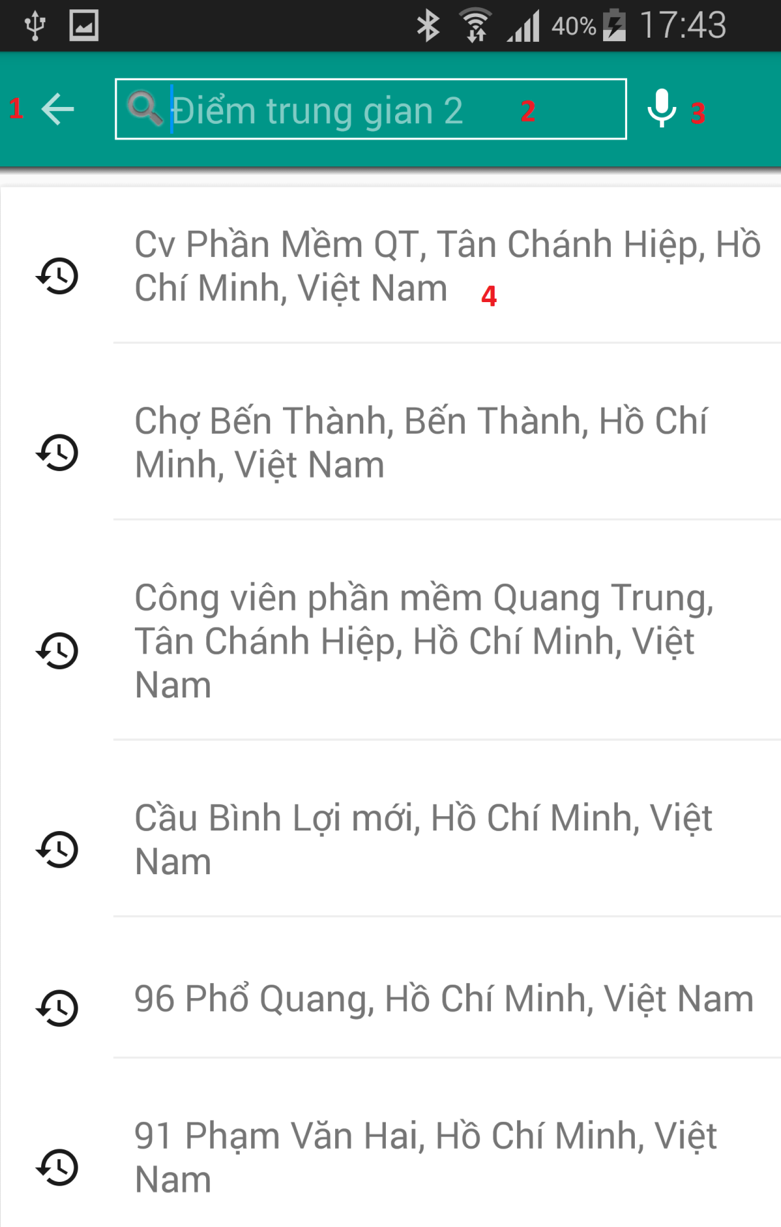 40% 17:43
1 Điểm trung gian 2 2 3
Cv Phần Mềm QT, Tân Chánh Hiệp, Hồ
Chí Minh, Việt Nam 4
Chợ Bến Thành, Bến Thành, Hồ Chí
Minh, Việt Nam
Công viên phần mềm Quang Trung,
Tân Chánh Hiệp, Hồ Chí Minh, Việt
Nam
Cầu Bình Lợi mới, Hồ Chí Minh, Việt
Nam
96 Phổ Quang, Hồ Chí Minh, Việt Nam
91 Phạm Văn Hai, Hồ Chí Minh, Việt
Nam